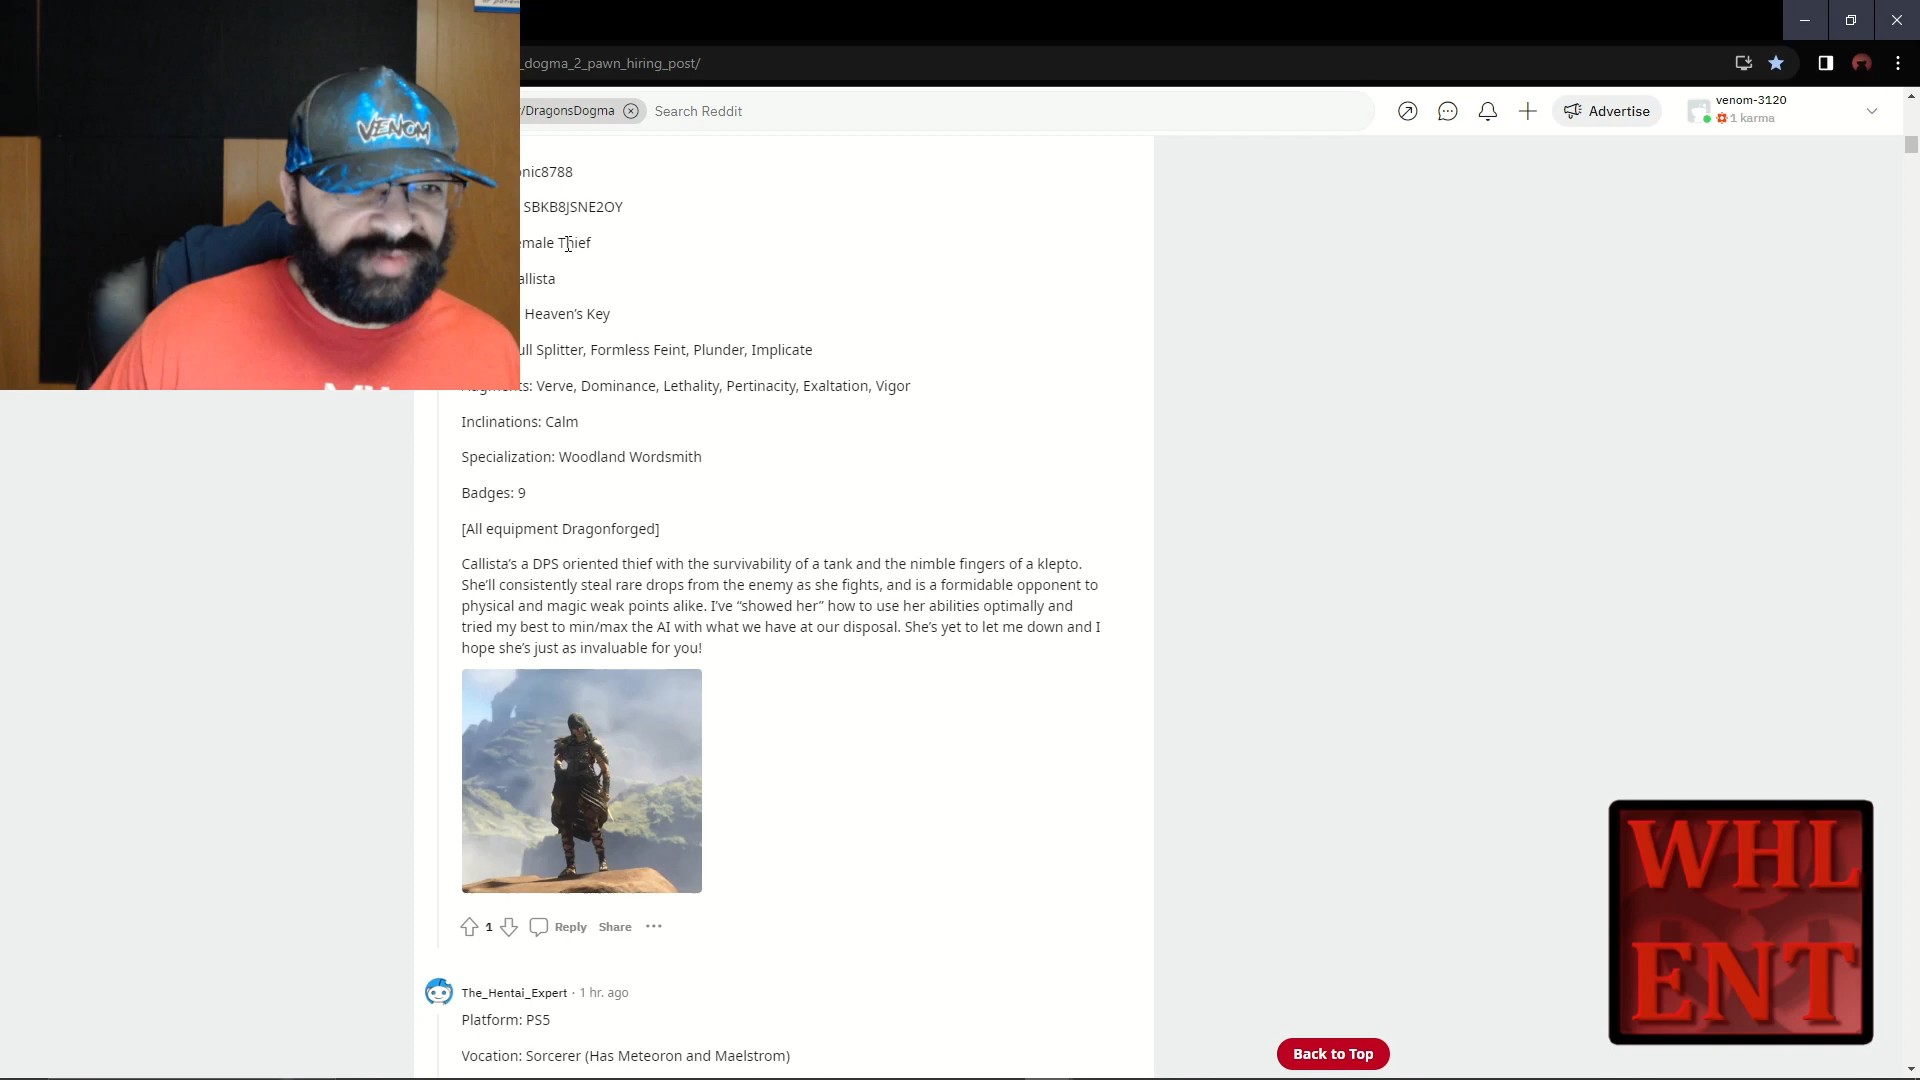 _dogma_2_pawn_hiring_post/
/DragonsDogma
Search Reddit
Advertise
venom-3120
1 karma
VENOM
onic8788
SBKB8JSNE2OY
emale Thief
allista
Heaven's Key
ull Splitter, Formless Feint, Plunder, Implicate
Augments: Verve, Dominance, Lethality, Pertinacity, Exaltation, Vigor
Inclinations: Calm
Specialization: Woodland Wordsmith
Badges: 9
[All equipment Dragonforged]
Callista's a DPS oriented thief with the survivability of a tank and the nimble fingers of a klepto.
She'll consistently steal rare drops from the enemy as she fights, and is a formidable opponent to
physical and magic weak points alike. I've “showed her” how to use her abilities optimally and
tried my best to min/max the AI with what we have at our disposal. She's yet to let me down and I
hope she's just as invaluable for you!
1 Reply Share
The_Hentai_Expert · 1 hr. ago
Platform: PS5
Vocation: Sorcerer (Has Meteoron and Maelstrom)
Back to Top
WHL
ENT